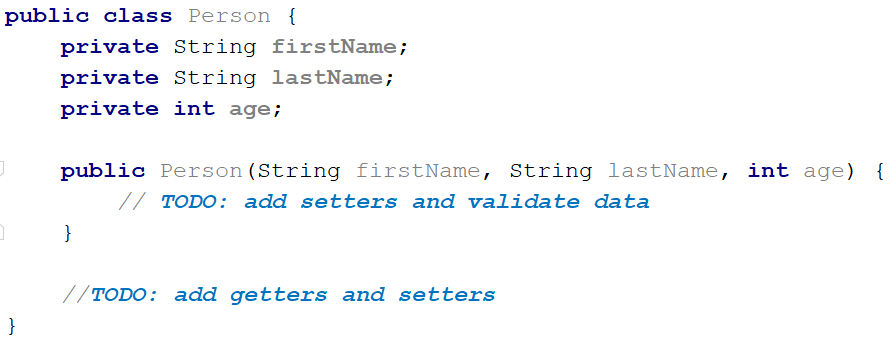 public class Person {
    private String firstName;
    private String lastName;
    private int age;

    public Person(String firstName, String lastName, int age) {
        // TODO: add setters and validate data
    }

    //TODO: add getters and setters
}